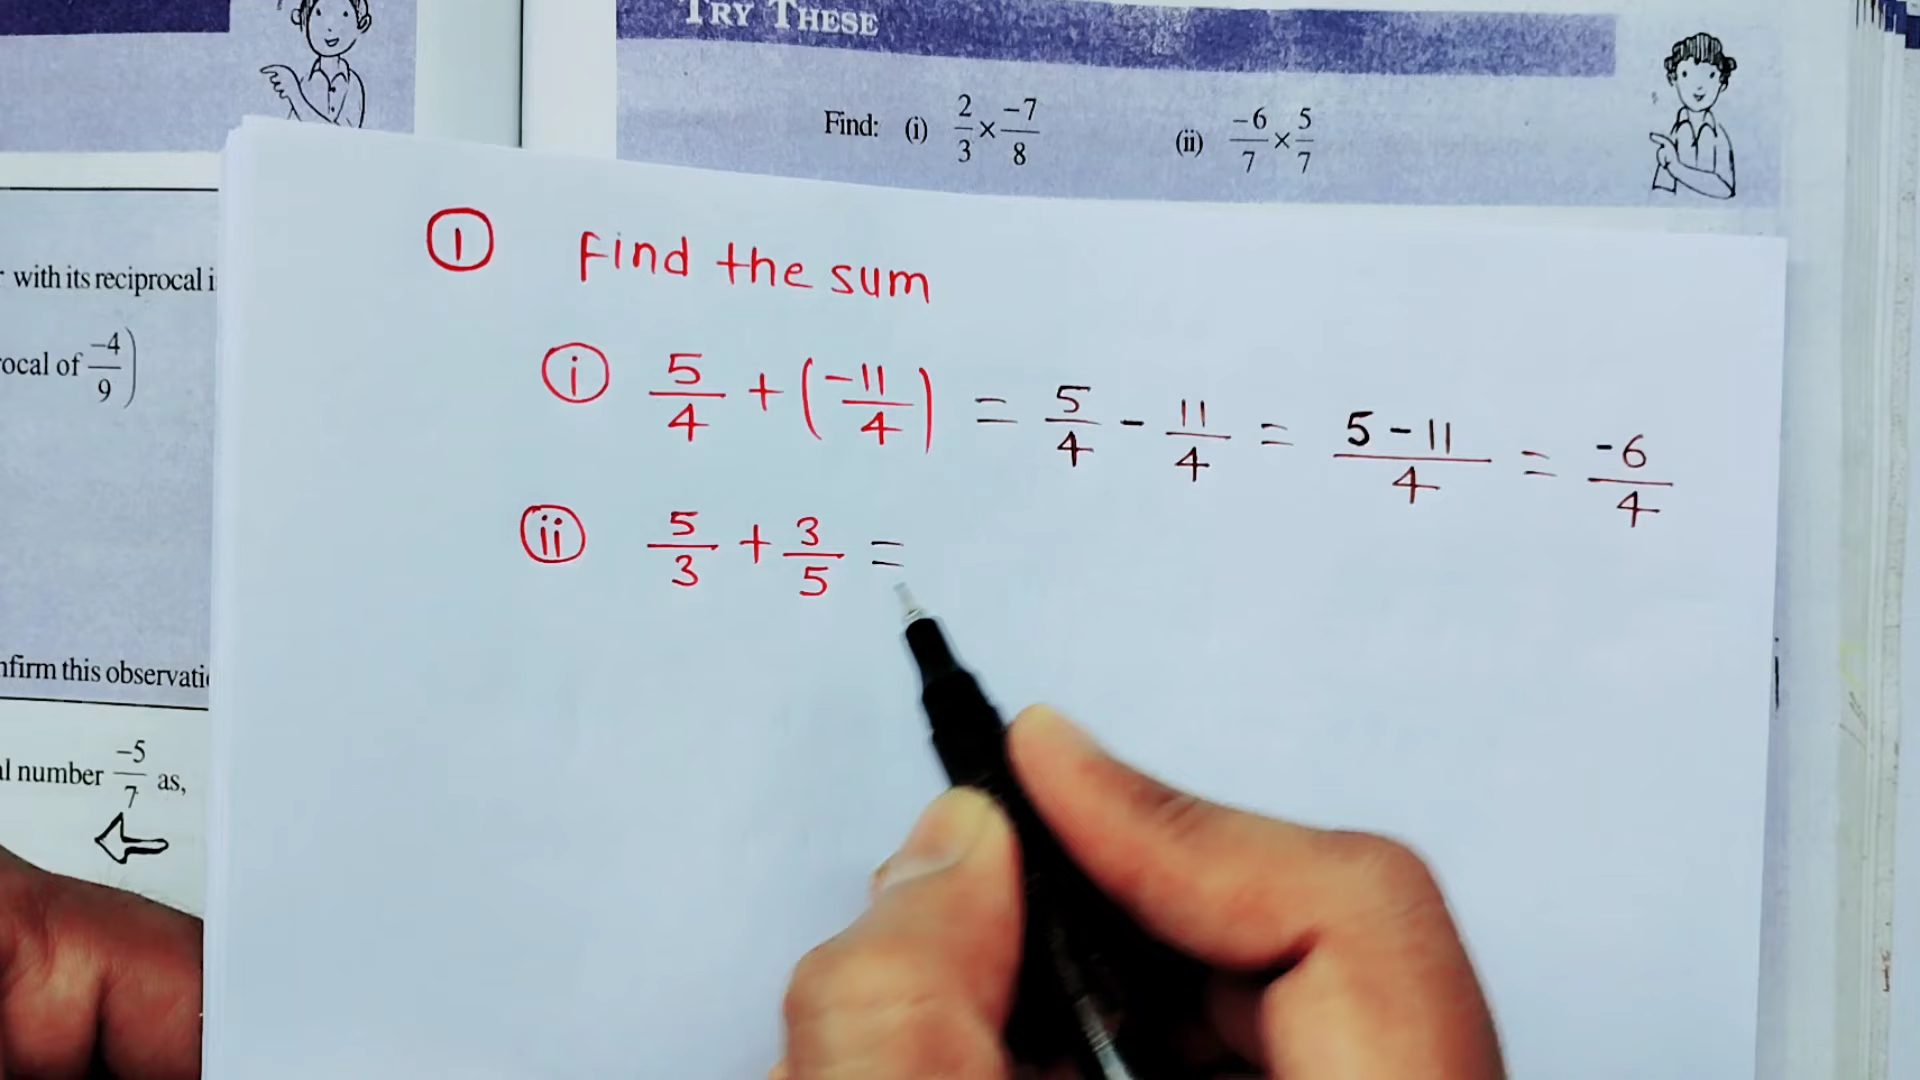 TRY THESE
Find: (i) 2/3 × -7/8 (ii) -6/7 × 5/7
with its reciprocal i
ocal of -4/9)
nfirm this observati
l number -5/7 as,
① Find the sum
ⓘ 5/4 + (-11/4) = 5/4 - 11/4 = 5-11/4 = -6/4
ⓘⓘ 5/3 + 3/5 =